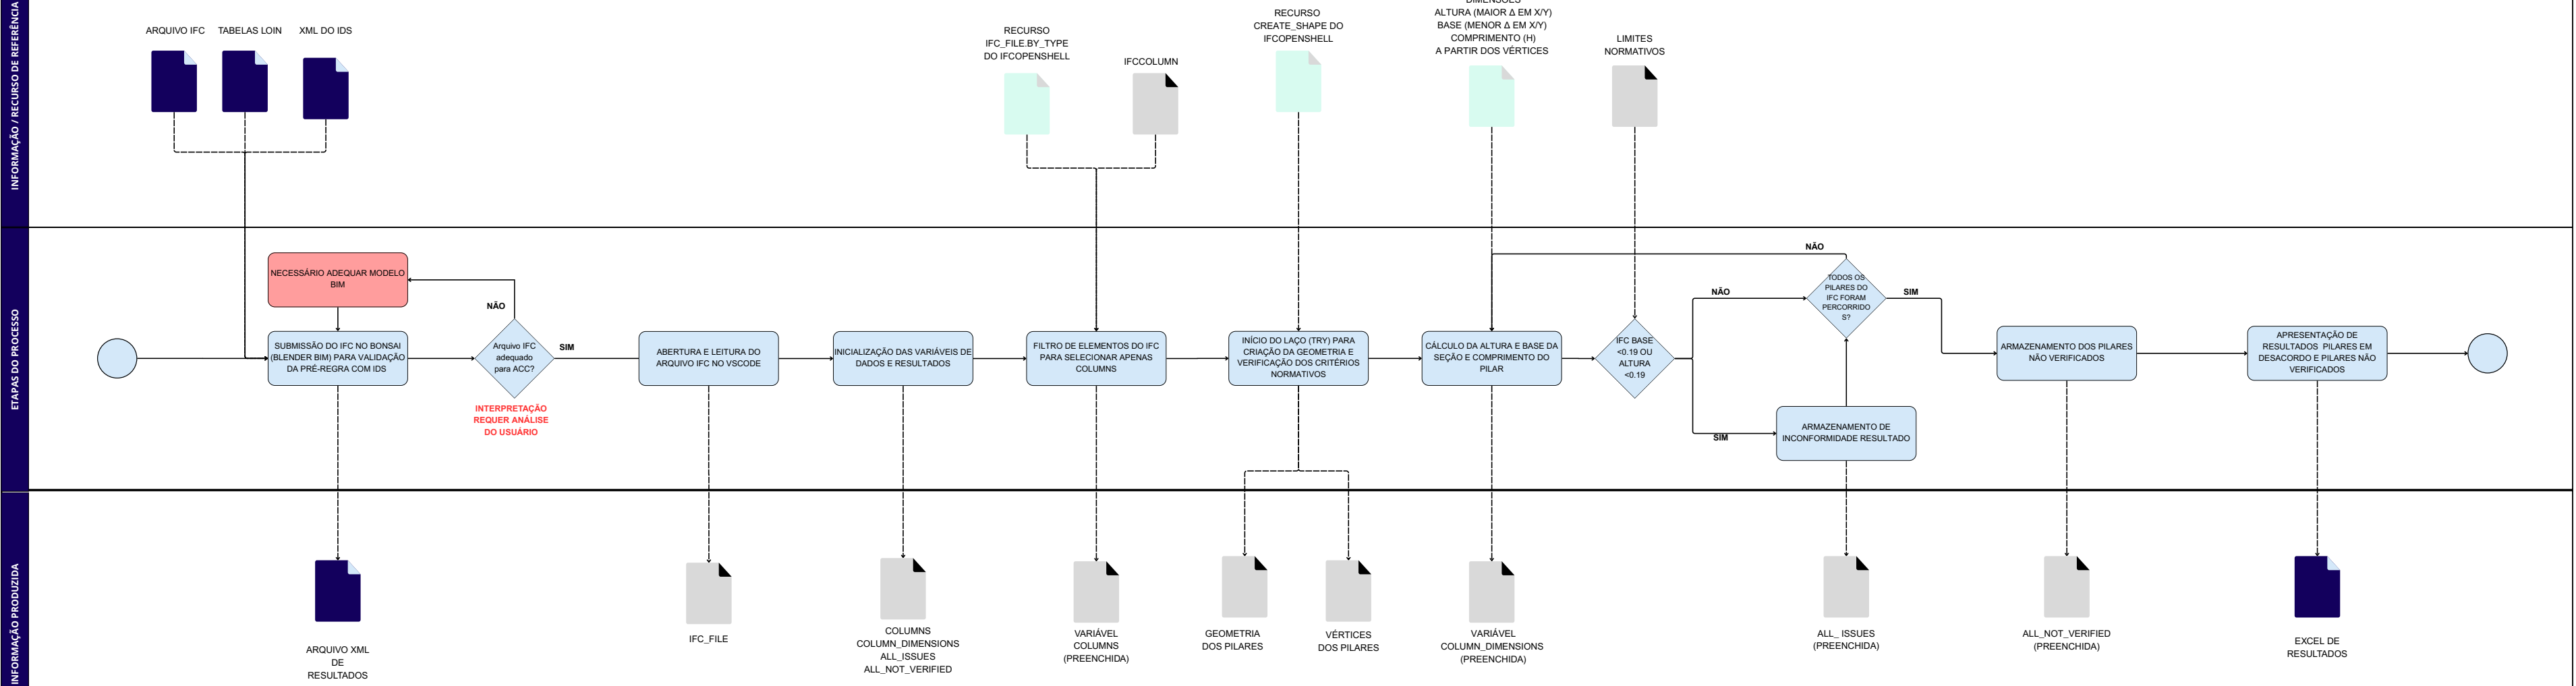 INFORMAÇÃO / RECURSO DE REFERÊNCIA
ARQUIVO IFC
TABELAS LOIN
XML DO IDS
RECURSO
IFC_FILE.BY_TYPE
DO IFCOPENSHELL
IFCCOLUMN
RECURSO
CREATE_SHAPE DO
IFCOPENSHELL
DIMENSÕES
ALTURA (MAIOR Δ EM X/Y)
BASE (MENOR Δ EM X/Y)
COMPRIMENTO (H)
A PARTIR DOS VÉRTICES
LIMITES
NORMATIVOS
ETAPAS DO PROCESSO
NECESSÁRIO ADEQUAR MODELO
BIM
SUBMISSÃO DO IFC NO BONSAI
(BLENDER BIM) PARA VALIDAÇÃO
DA PRÉ-REGRA COM IDS
NÃO
Arquivo IFC
adequado
para ACC?
SIM
INTERPRETAÇÃO
REQUER ANÁLISE
DO USUÁRIO
ABERTURA E LEITURA DO
ARQUIVO IFC NO VSCODE
INICIALIZAÇÃO DAS VARIÁVEIS DE
DADOS E RESULTADOS
FILTRO DE ELEMENTOS DO IFC
PARA SELECIONAR APENAS
COLUMNS
INÍCIO DO LAÇO (TRY) PARA
CRIAÇÃO DA GEOMETRIA E
VERIFICAÇÃO DOS CRITÉRIOS
NORMATIVOS
CÁLCULO DA ALTURA E BASE DA
SEÇÃO E COMPRIMENTO DO
PILAR
IFC BASE
<0.19 OU
ALTURA
<0.19
NÃO
SIM
NÃO
TODOS OS
PILARES DO
IFC FORAM
PERCORRIDO
S?
SIM
ARMAZENAMENTO DE
INCONFORMIDADE RESULTADO
ARMAZENAMENTO DOS PILARES
NÃO VERIFICADOS
APRESENTAÇÃO DE
RESULTADOS PILARES EM
DESACORDO E PILARES NÃO
VERIFICADOS
INFORMAÇÃO PRODUZIDA
ARQUIVO XML
DE
RESULTADOS
IFC_FILE
COLUMNS
COLUMN_DIMENSIONS
ALL_ISSUES
ALL_NOT_VERIFIED
VARIÁVEL
COLUMNS
(PREENCHIDA)
GEOMETRIA
DOS PILARES
VÉRTICES
DOS PILARES
VARIÁVEL
COLUMN_DIMENSIONS
(PREENCHIDA)
ALL_ ISSUES
(PREENCHIDA)
ALL_NOT_VERIFIED
(PREENCHIDA)
EXCEL DE
RESULTADOS